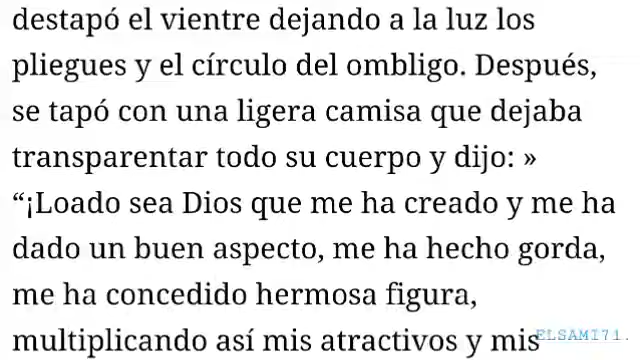 destapó el vientre dejando a la luz los
pliegues y el círculo del ombligo. Después,
se tapó con una ligera camisa que dejaba
transparentar todo su cuerpo y dijo: »
“¡Loado sea Dios que me ha creado y me ha
dado un buen aspecto, me ha hecho gorda,
me ha concedido hermosa figura,
multiplicando así mis atractivos y mis
ELSAMI71.